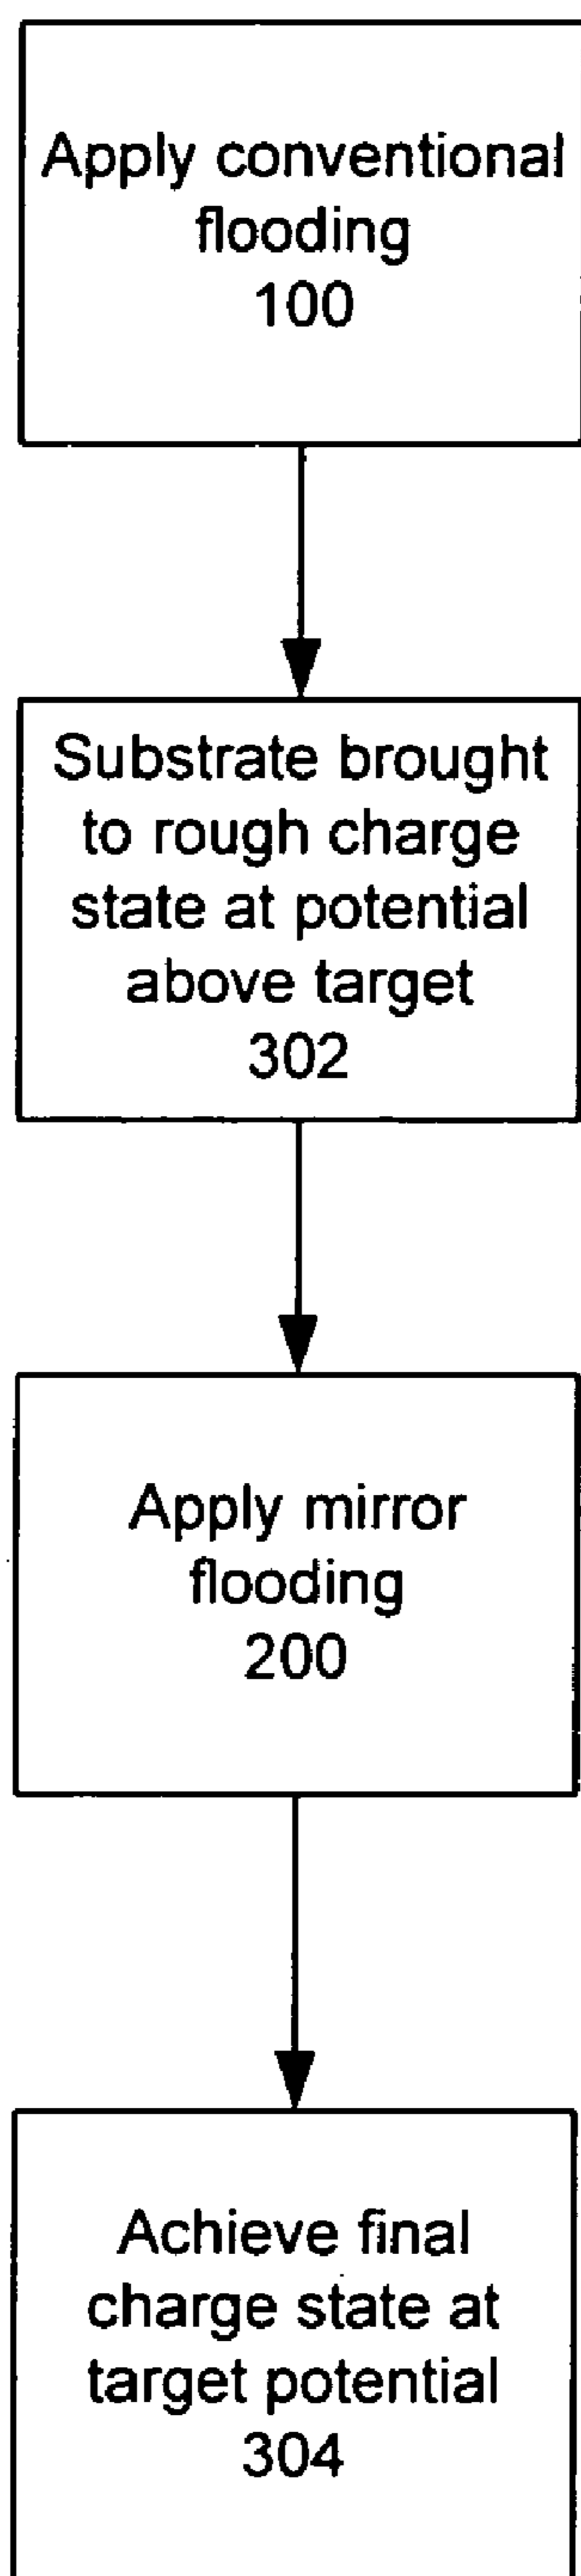 Apply conventional
flooding
100
Substrate brought
to rough charge
state at potential
above target
302
Apply mirror
flooding
200
Achieve final
charge state at
target potential
304